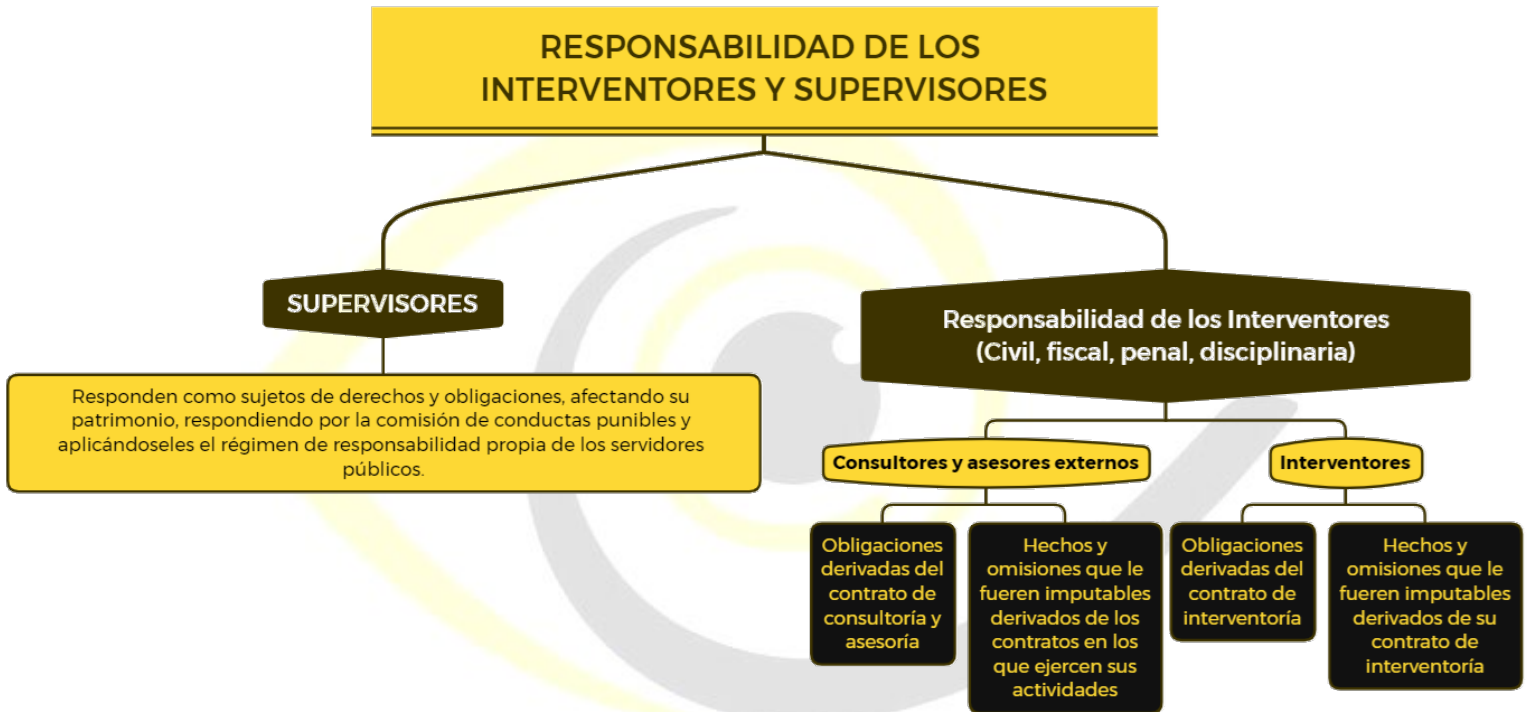 RESPONSABILIDAD DE LOS
INTERVENTORES Y SUPERVISORES
SUPERVISORES
Responden como sujetos de derechos y obligaciones, afectando su
patrimonio, respondiendo por la comisión de conductas punibles y
aplicándoseles el régimen de responsabilidad propia de los servidores
públicos.
Responsabilidad de los Interventores
(Civil, fiscal, penal, disciplinaria)
Consultores y asesores externos
Obligaciones
derivadas del
contrato de
consultoría y
asesoría
Hechos y
omisiones que le
fueren imputables
derivados de los
contratos en los
que ejercen sus
actividades
Interventores
Obligaciones
derivadas del
contrato de
interventoría
Hechos y
omisiones que le
fueren imputables
derivados de su
contrato de
interventoría